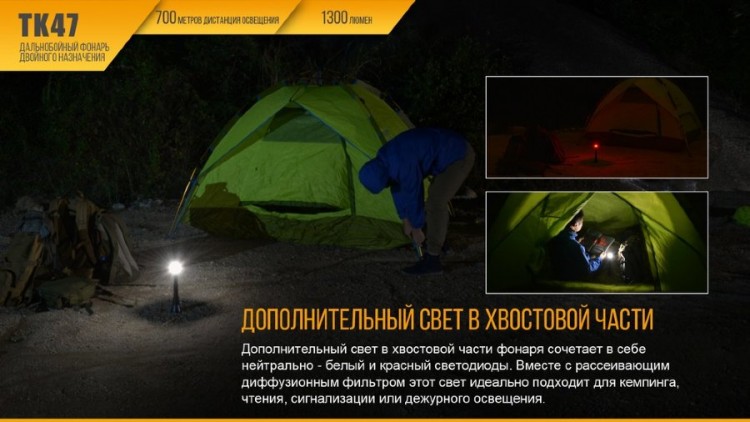 TK47
ДАЛЬНОБОЙНЫЙ ФОНАРЬ
ДВОЙНОГО НАЗНАЧЕНИЯ
700 МЕТРОВ ДИСТАНЦИЯ ОСВЕЩЕНИЯ
1300 ЛЮМЕН
ДОПОЛНИТЕЛЬНЫЙ СВЕТ В ХВОСТОВОЙ ЧАСТИ
Дополнительный свет в хвостовой части фонаря сочетает в себе
нейтрально - белый и красный светодиоды. Вместе с рассеивающим
диффузионным фильтром этот свет идеально подходит для кемпинга,
чтения, сигнализации или дежурного освещения.